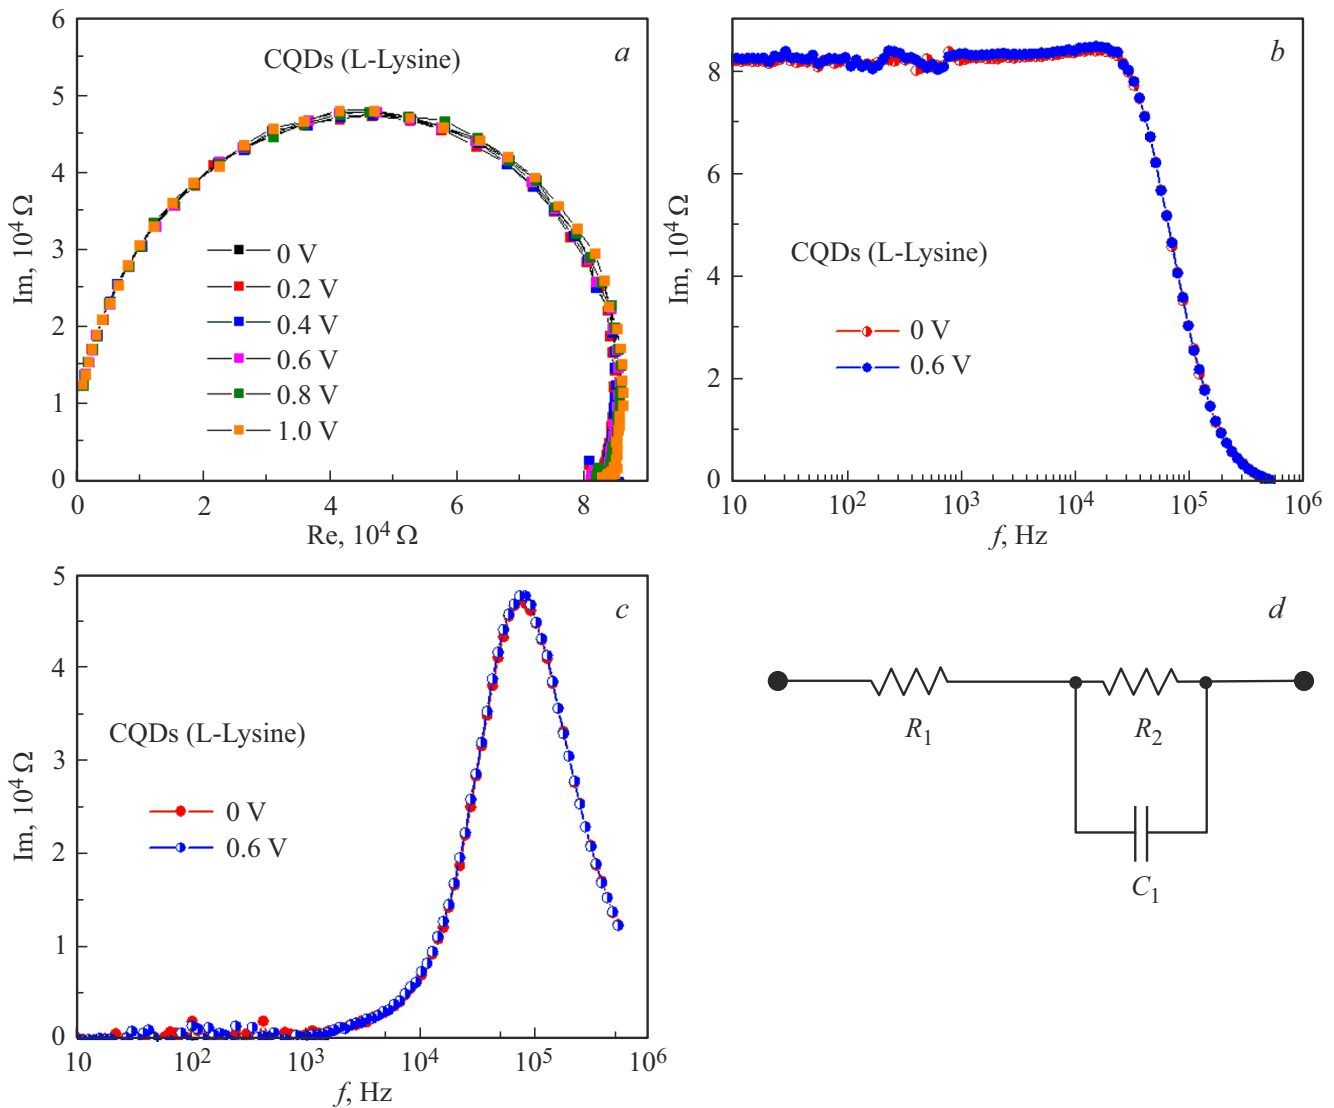 CQDs (L-Lysine)
a
Im, 10⁴ Ω
6
5
4
3
2
1
0
0 V
0.2 V
0.4 V
0.6 V
0.8 V
1.0 V
0 2 4 6 8
Re, 10⁴ Ω
b
Im, 10⁴ Ω
8
6
4
2
0
CQDs (L-Lysine)
0 V
0.6 V
10 10² 10³ 10⁴ 10⁵ 10⁶
f, Hz
c
Im, 10⁴ Ω
5
4
3
2
1
0
CQDs (L-Lysine)
0 V
0.6 V
10 10² 10³ 10⁴ 10⁵ 10⁶
f, Hz
d
R₁ R₂
C₁